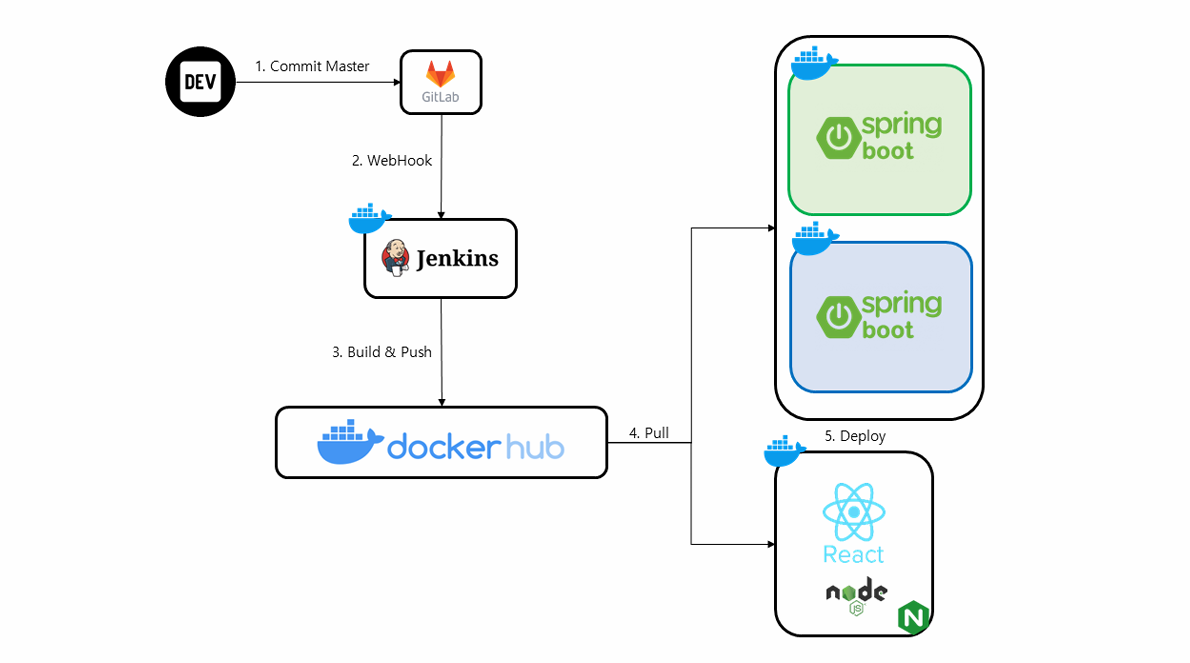 DEV
1. Commit Master
GitLab
2. WebHook
Jenkins
3. Build & Push
docker hub
4. Pull
spring
boot
spring
boot
5. Deploy
React
node
JS
N